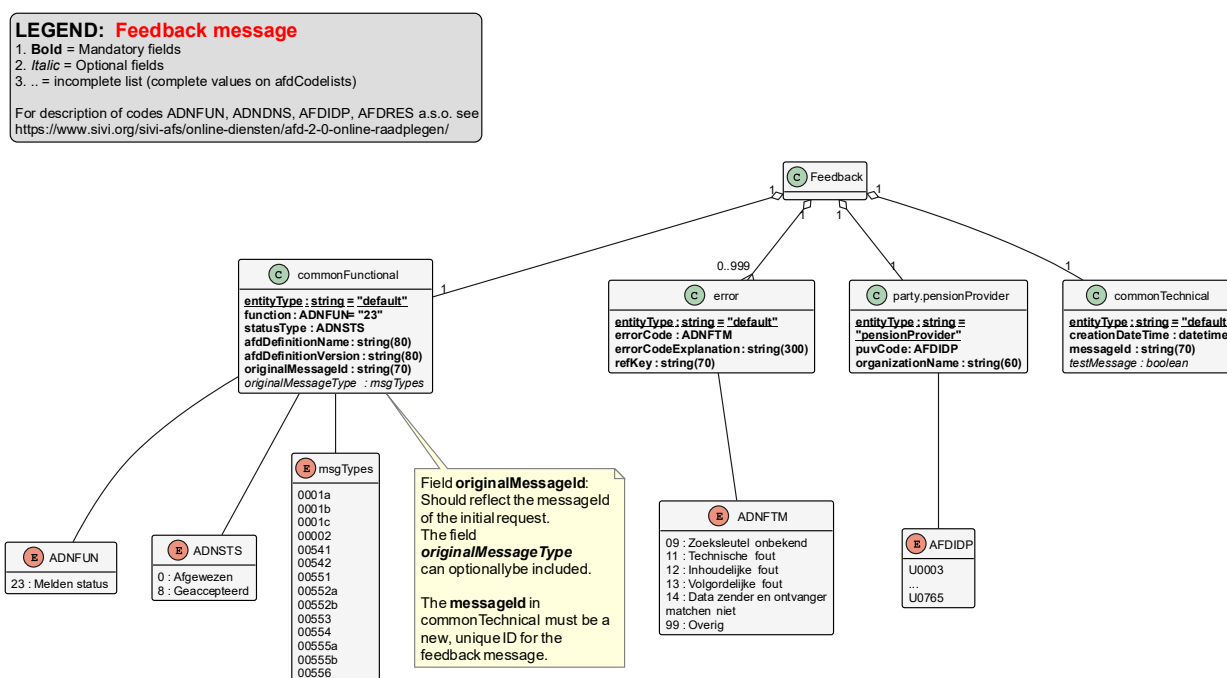 LEGEND: Feedback message
1. Bold = Mandatory fields
2. Italic = Optional fields
3. .. = incomplete list (complete values on afdCodelists)
For description of codes ADNFUN, ADNDNS, AFDIDP, AFDRES a.s.o. see
https://www.sivi.org/sivi-afs/online-diensten/afd-2-0-online-raadplegen/
C Feedback
1
1
1
1
0..999
1
1
1
C commonFunctional
entityType : string = "default"
function : ADNFUN= "23"
statusType : ADNSTS
afdDefinitionName : string(80)
afdDefinitionVersion : string(80)
originalMessageId : string(70)
originalMessageType : msgTypes
C error
entityType : string = "default"
errorCode : ADNFTM
errorCodeExplanation : string(300)
refKey : string(70)
C party.pensionProvider
entityType : string =
"pensionProvider"
puvCode: AFDIDP
organizationName : string(60)
C commonTechnical
entityType : string = "default"
creationDateTime : datetime
messageId : string(70)
testMessage : boolean
E ADNFUN
23 : Melden status
E ADNSTS
0 : Afgewezen
8 : Geaccepteerd
E msgTypes
0001a
0001b
0001c
00002
00541
00542
00551
00552a
00552b
00553
00554
00555a
00555b
00556
Field originalMessageId:
Should reflect the messageId
of the initial request.
The field
originalMessageType
can optionally be included.
The messageId in
commonTechnical must be a
new, unique ID for the
feedback message.
E ADNFTM
09 : Zoeksleutel onbekend
11 : Technische fout
12 : Inhoudelijke fout
13 : Volgordelijke fout
14 : Data zender en ontvanger
matchen niet
99 : Overig
E AFDIDP
U0003
...
U0765